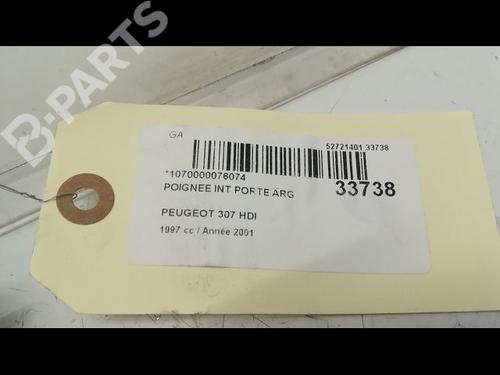 B-PARTS
GA
52721401 33738
*1070000076074
POIGNEE INT PORTE ARG
33738
PEUGEOT 307 HDI
1997 cc / Année 2001